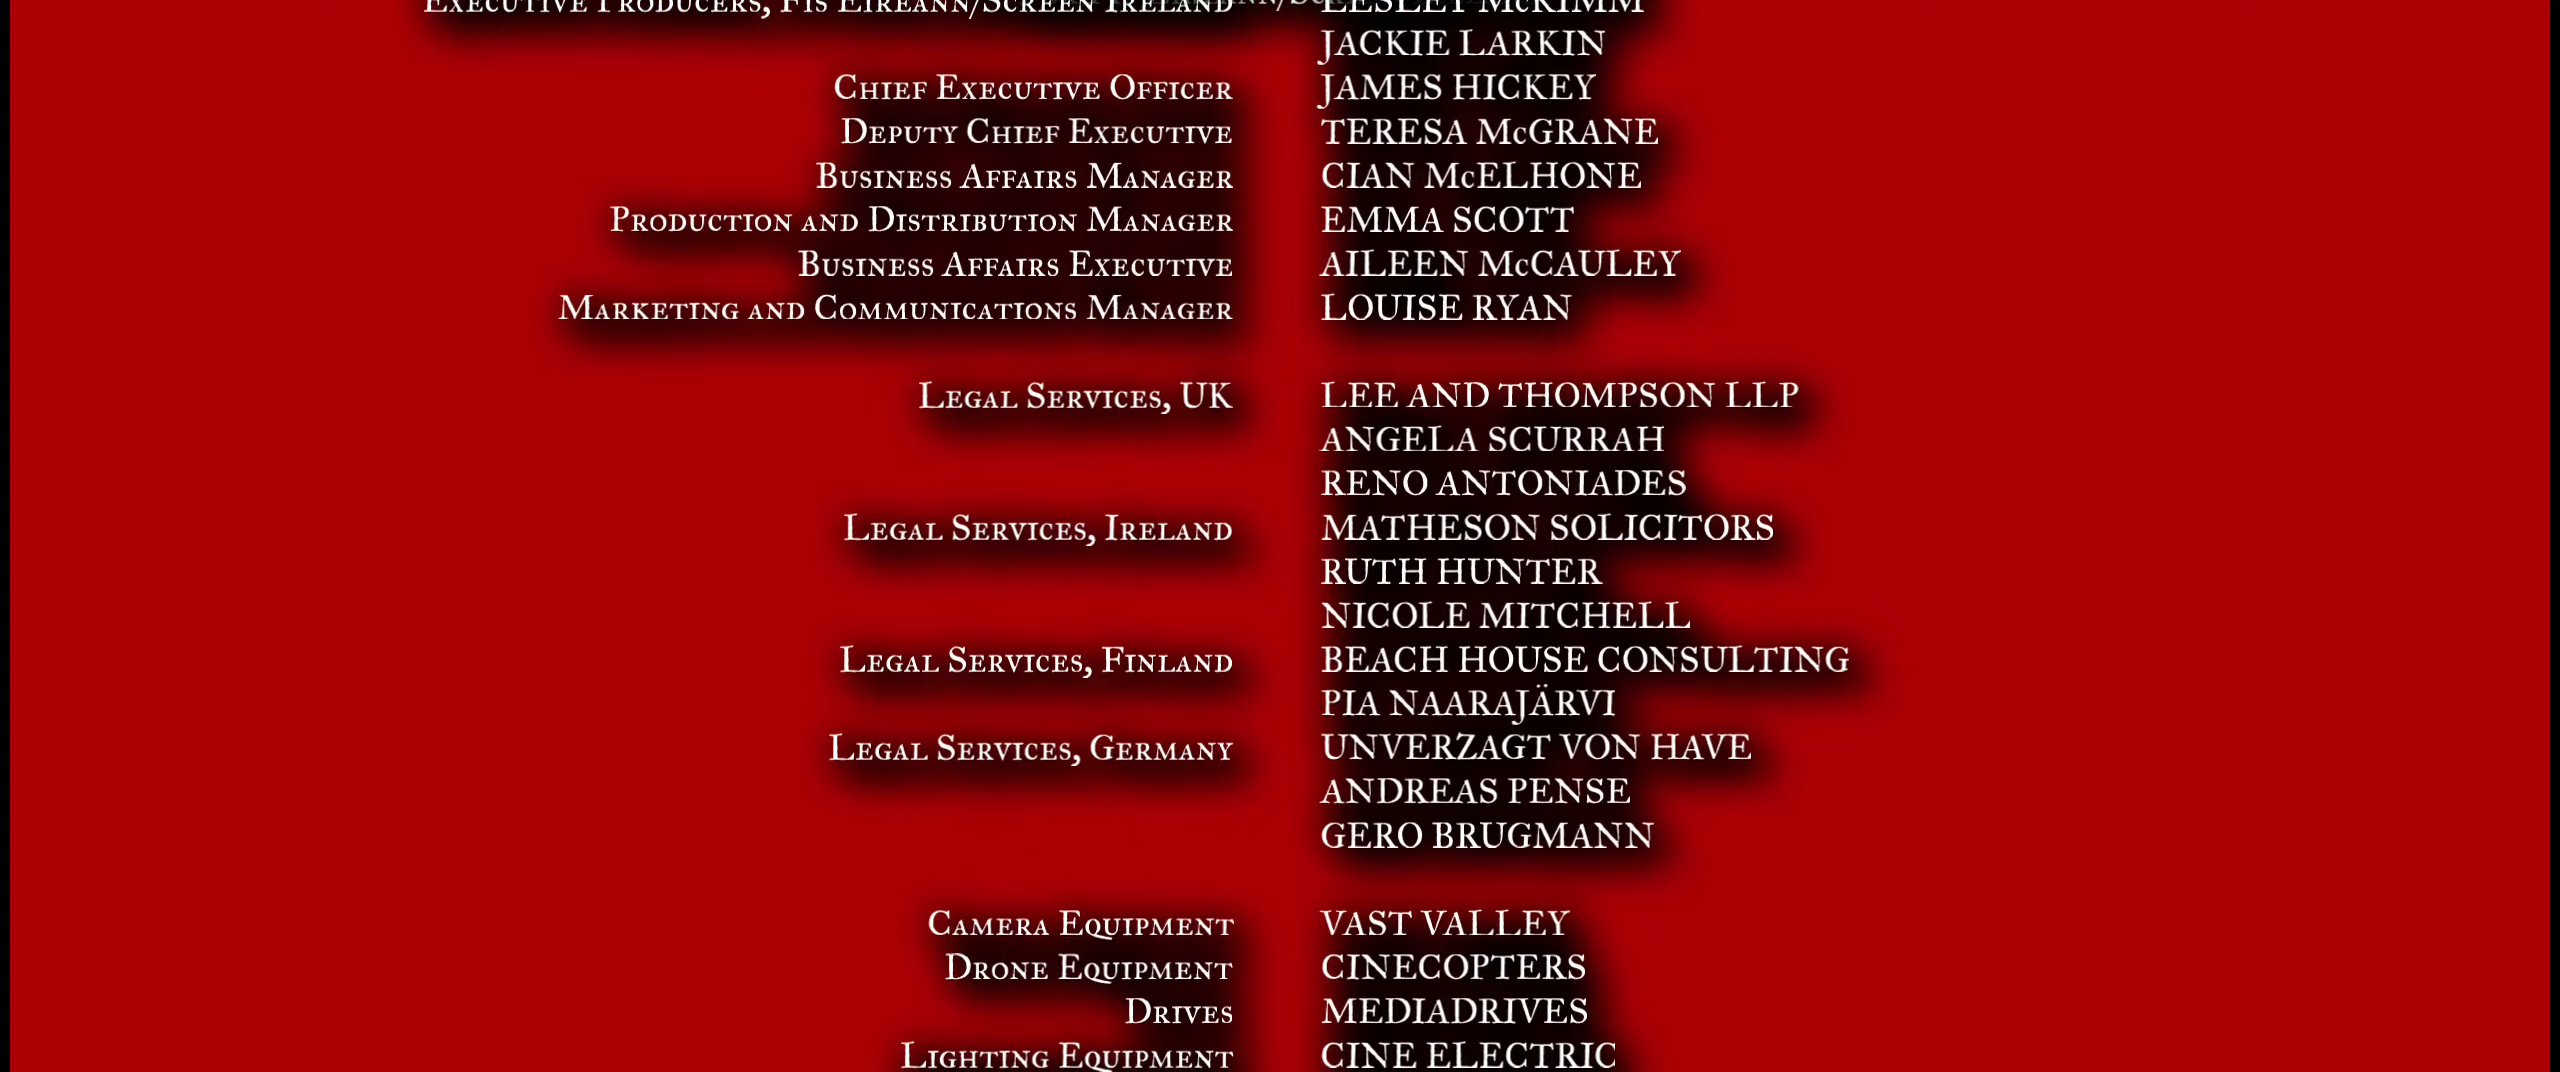 Executive Producers, Fís Éireann/Screen Ireland LESLEY McKIMM
JACKIE LARKIN
Chief Executive Officer JAMES HICKEY
Deputy Chief Executive TERESA McGRANE
Business Affairs Manager CIAN McELHONE
Production and Distribution Manager EMMA SCOTT
Business Affairs Executive AILEEN McCAULEY
Marketing and Communications Manager LOUISE RYAN
Legal Services, UK LEE AND THOMPSON LLP
ANGELA SCURRAH
RENO ANTONIADES
Legal Services, Ireland MATHESON SOLICITORS
RUTH HUNTER
NICOLE MITCHELL
Legal Services, Finland BEACH HOUSE CONSULTING
PIA NAARAJÄRVI
Legal Services, Germany UNVERZAGT VON HAVE
ANDREAS PENSE
GERO BRUGMANN
Camera Equipment VAST VALLEY
Drone Equipment CINECOPTERS
Drives MEDIADRIVES
Lighting Equipment CINE ELECTRIC